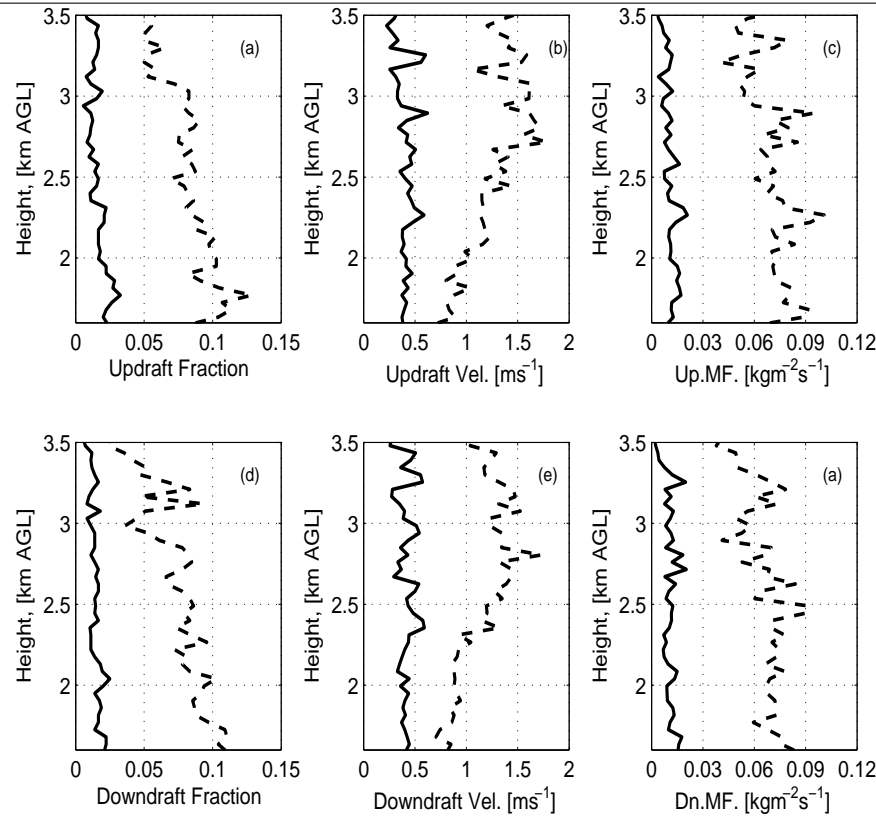 3.5
3
2.5
2
Height, [km AGL]
(a)
0 0.05 0.1 0.15
Updraft Fraction
3.5
3
2.5
2
Height, [km AGL]
(b)
0 0.5 1 1.5 2
Updraft Vel. [ms⁻¹]
3.5
3
2.5
2
Height, [km AGL]
(c)
0 0.03 0.06 0.09 0.12
Up.MF. [kgm⁻²s⁻¹]
3.5
3
2.5
2
Height, [km AGL]
(d)
0 0.05 0.1 0.15
Downdraft Fraction
3.5
3
2.5
2
Height, [km AGL]
(e)
0 0.5 1 1.5 2
Downdraft Vel. [ms⁻¹]
3.5
3
2.5
2
Height, [km AGL]
(a)
0 0.03 0.06 0.09 0.12
Dn.MF. [kgm⁻²s⁻¹]